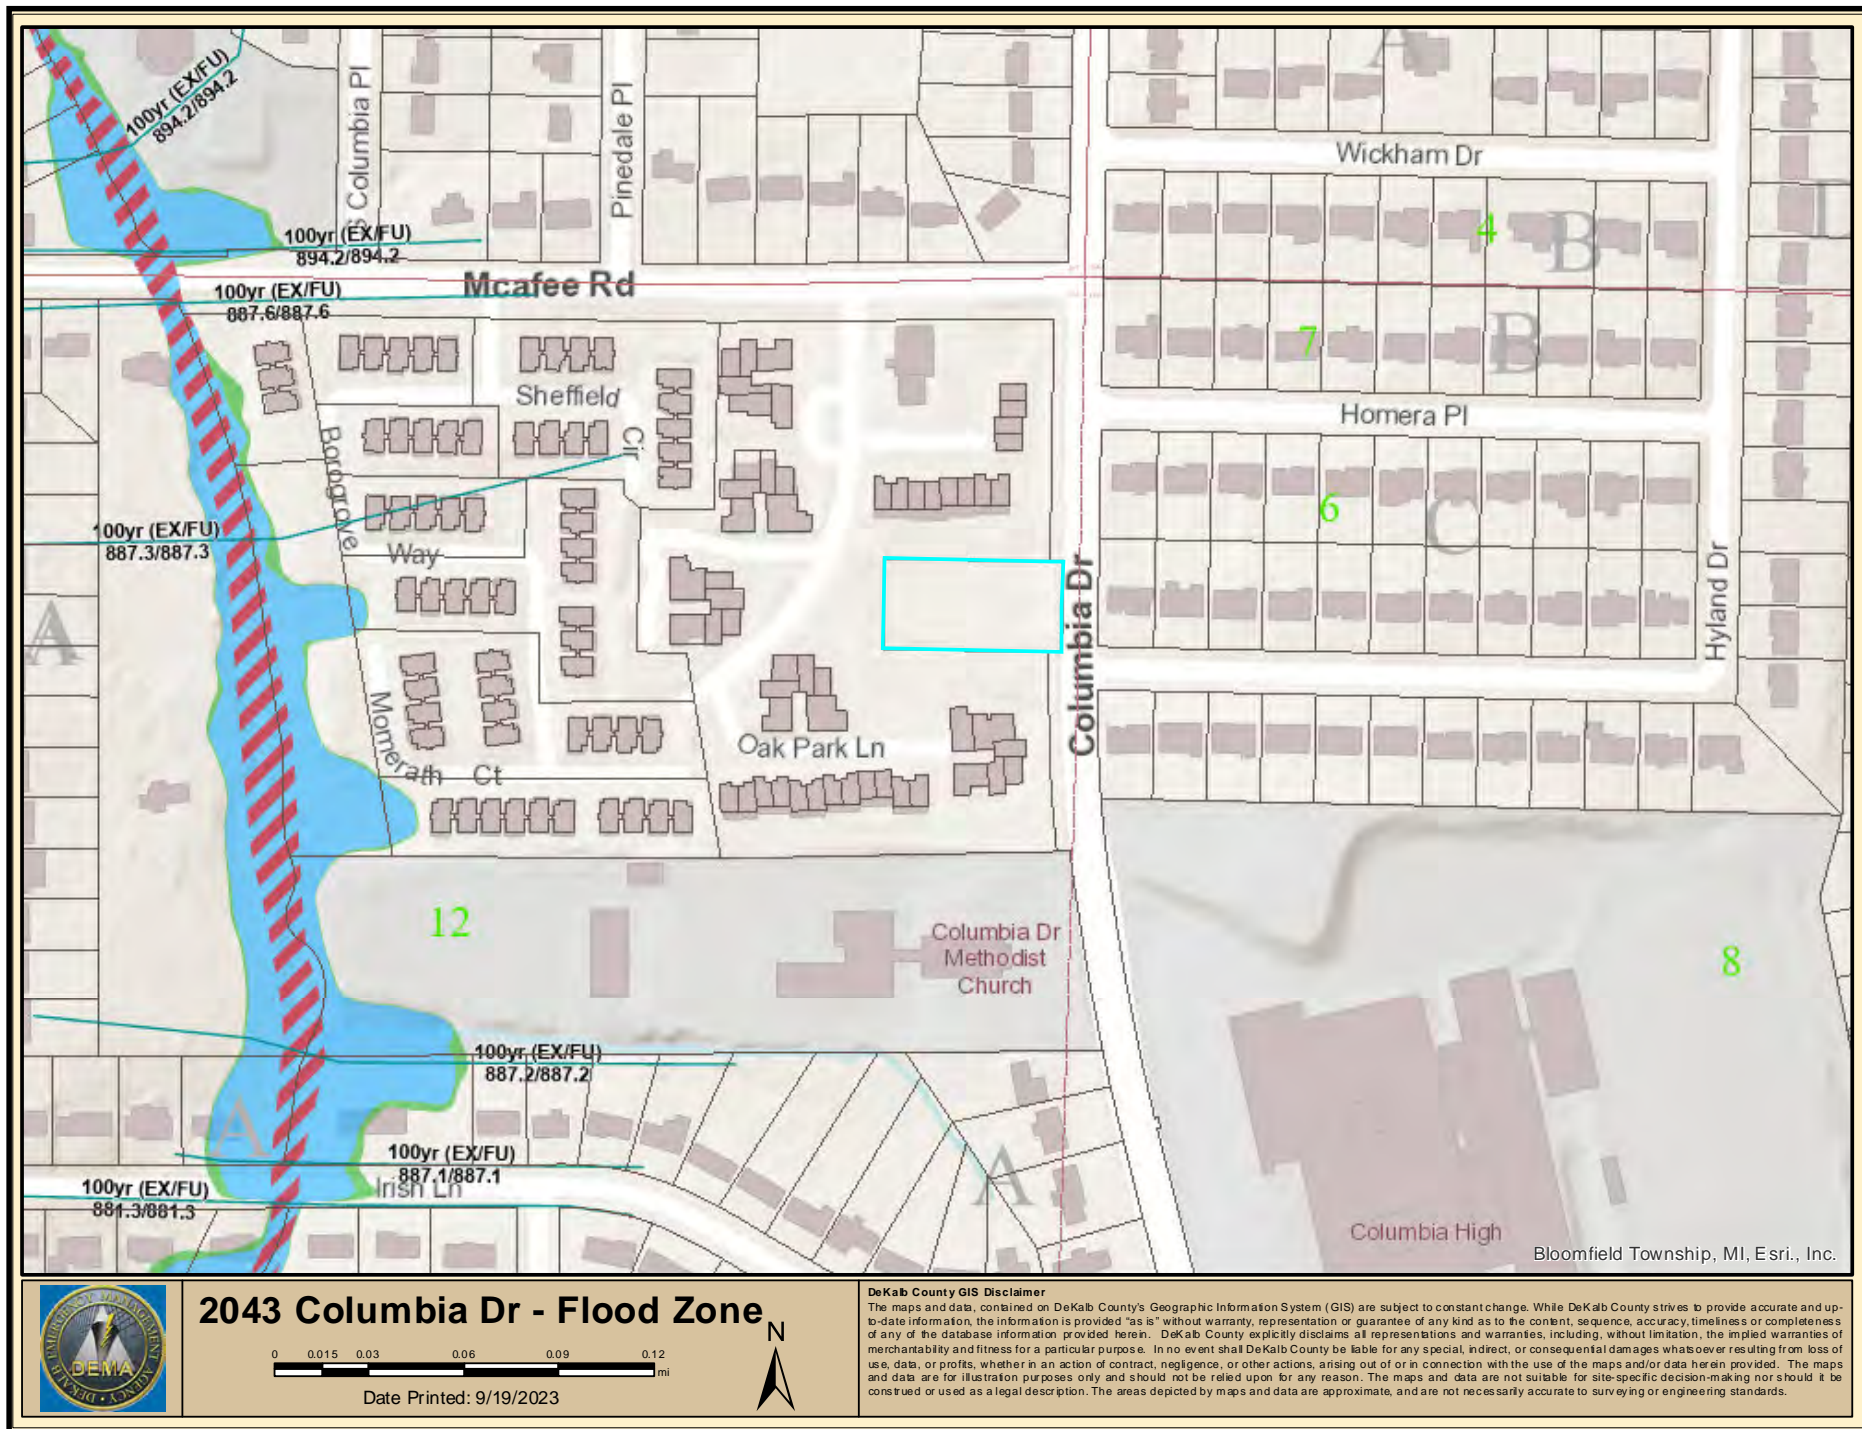 100yr (EX/FU)
894.2/894.2
S Columbia Pl
Pinedale Pl
A
Wickham Dr
4
B
100yr (EX/FU)
894.2/894.2
Mcafee Rd
100yr (EX/FU)
887.6/887.6
7
B
Sheffield
Cir
Homera Pl
Borogrove
Way
100yr (EX/FU)
887.3/887.3
6
C
A
Columbia Dr
Hyland Dr
Momerath Ct
Oak Park Ln
12
Columbia Dr
Methodist
Church
8
100yr (EX/FU)
887.2/887.2
A
100yr (EX/FU)
887.1/887.1
Irish Ln
100yr (EX/FU)
881.3/881.3
A
Columbia High
Bloomfield Township, MI, Esri., Inc.
DEKALB EMERGENCY MANAGEMENT AGENCY
DEMA
2043 Columbia Dr - Flood Zone
N
0 0.015 0.03 0.06 0.09 0.12
mi
Date Printed: 9/19/2023
DeKalb County GIS Disclaimer
The maps and data, contained on DeKalb County's Geographic Information System (GIS) are subject to constant change. While DeKalb County strives to provide accurate and up-
to-date information, the information is provided "as is" without warranty, representation or guarantee of any kind as to the content, sequence, accuracy, timeliness or completeness
of any of the database information provided herein. DeKalb County explicitly disclaims all representations and warranties, including, without limitation, the implied warranties of
merchantability and fitness for a particular purpose. In no event shall DeKalb County be liable for any special, indirect, or consequential damages whatsoever resulting from loss of
use, data, or profits, whether in an action of contract, negligence, or other actions, arising out of or in connection with the use of the maps and/or data herein provided. The maps
and data are for illustration purposes only and should not be relied upon for any reason. The maps and data are not suitable for site-specific decision-making nor should it be
construed or used as a legal description. The areas depicted by maps and data are approximate, and are not necessarily accurate to surveying or engineering standards.